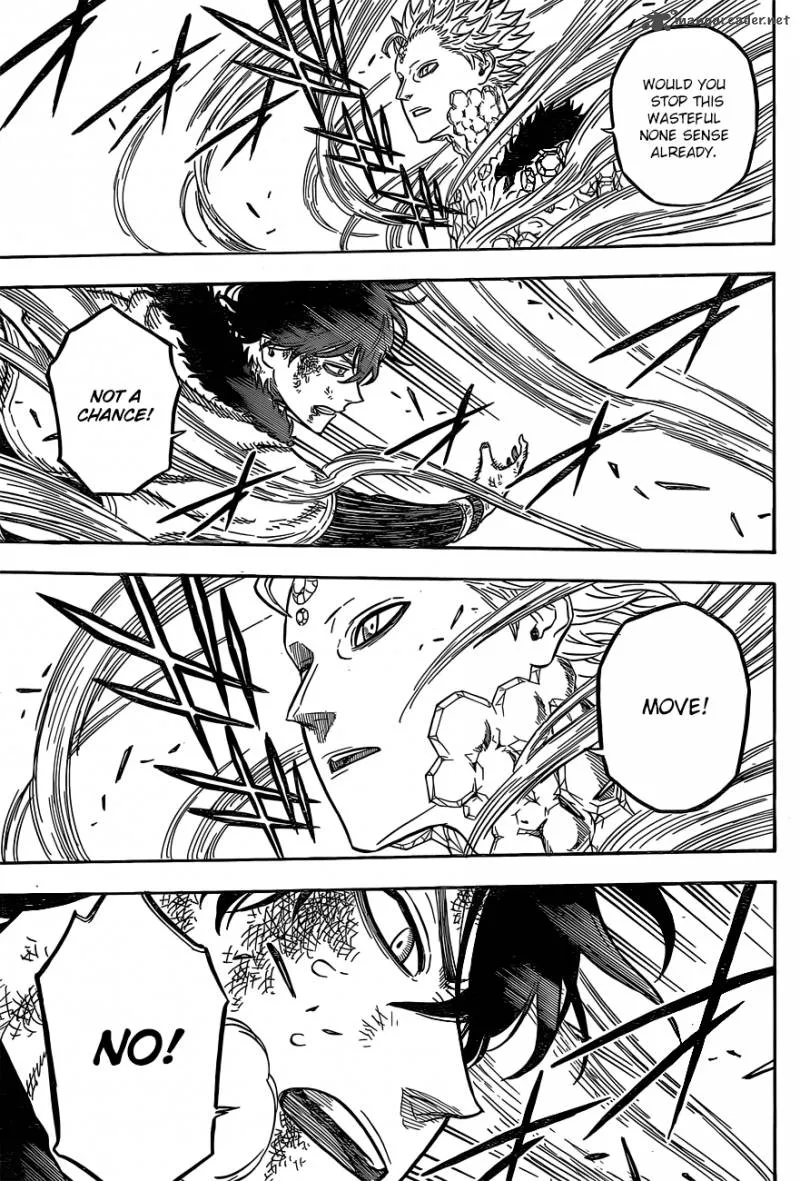 mangareader.net
WOULD YOU
STOP THIS
WASTEFUL
NONE SENSE
ALREADY.
NOT A
CHANCE!
MOVE!
NO!